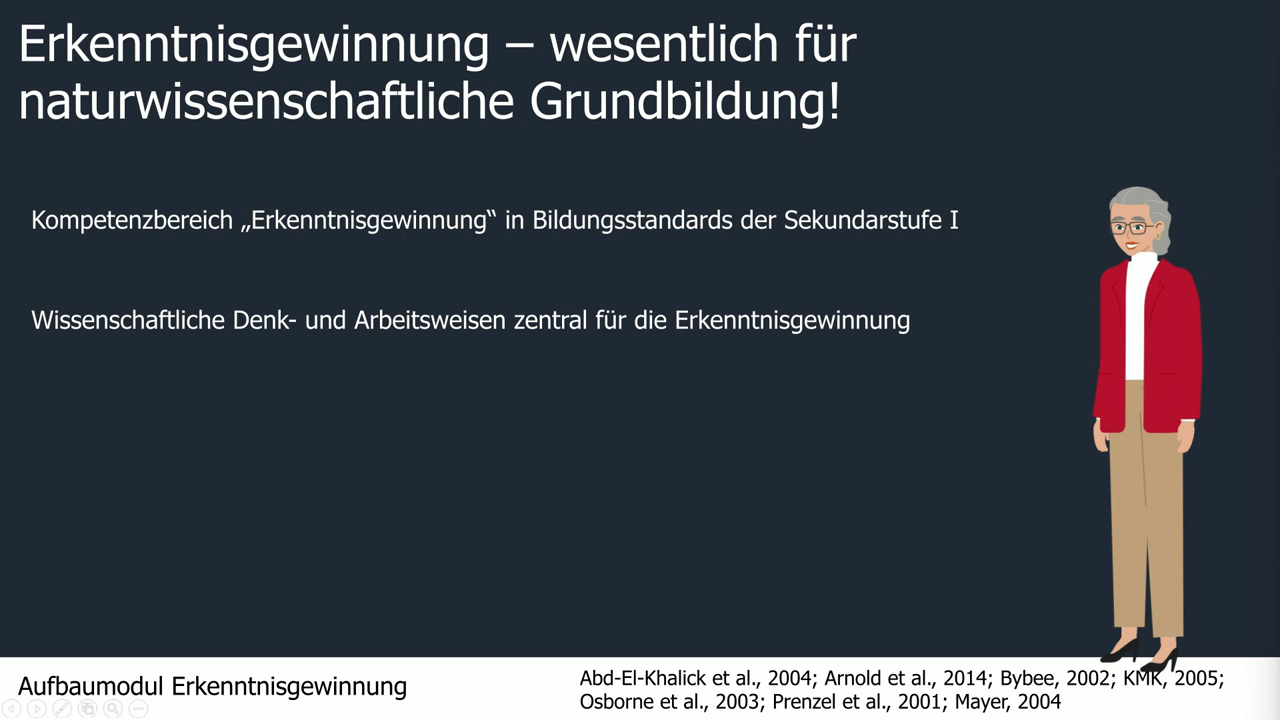 Erkenntnisgewinnung – wesentlich für
naturwissenschaftliche Grundbildung!
Kompetenzbereich „Erkenntnisgewinnung“ in Bildungsstandards der Sekundarstufe I
Wissenschaftliche Denk- und Arbeitsweisen zentral für die Erkenntnisgewinnung
Aufbaumodul Erkenntnisgewinnung
Abd-El-Khalick et al., 2004; Arnold et al., 2014; Bybee, 2002; KMK, 2005;
Osborne et al., 2003; Prenzel et al., 2001; Mayer, 2004